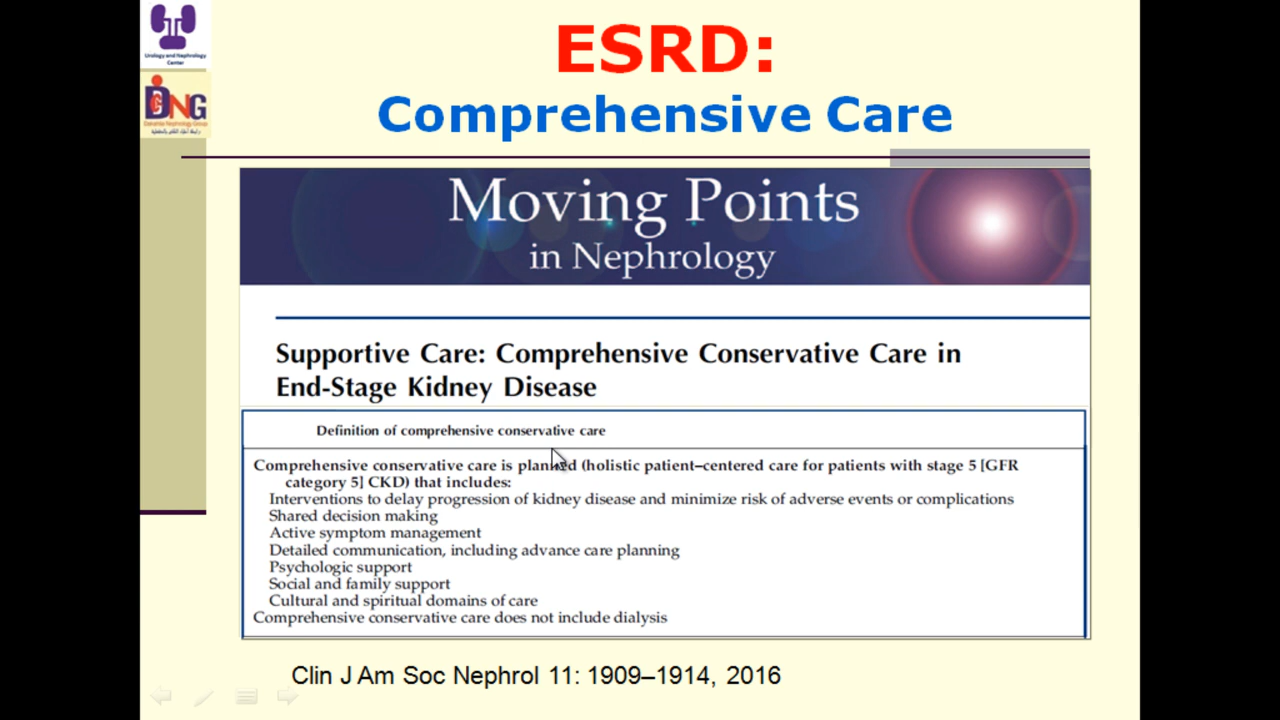 Urology and Nephrology
Center
DNG
ESRD:
Comprehensive Care
Moving Points
in Nephrology
Supportive Care: Comprehensive Conservative Care in
End-Stage Kidney Disease
Definition of comprehensive conservative care
Comprehensive conservative care is planned (holistic patient–centered care for patients with stage 5 [GFR
category 5] CKD) that includes:
Interventions to delay progression of kidney disease and minimize risk of adverse events or complications
Shared decision making
Active symptom management
Detailed communication, including advance care planning
Psychologic support
Social and family support
Cultural and spiritual domains of care
Comprehensive conservative care does not include dialysis
Clin J Am Soc Nephrol 11: 1909–1914, 2016